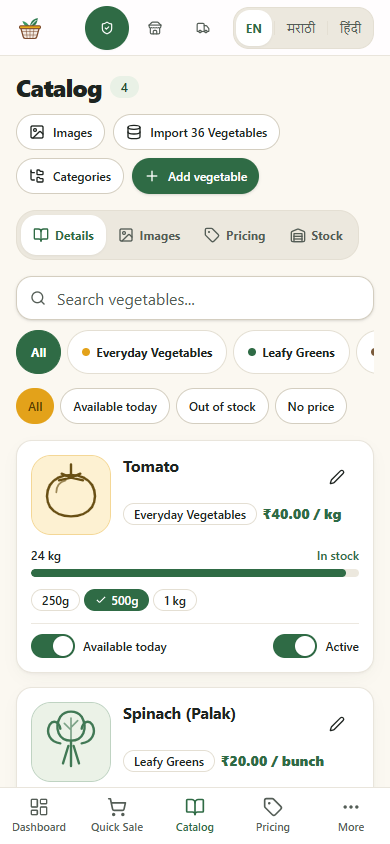 EN मराठी हिंदी
Catalog 4
Images Import 36 Vegetables
Categories + Add vegetable
Details Images Pricing Stock
Search vegetables...
All Everyday Vegetables Leafy Greens
All Available today Out of stock No price
Tomato
Everyday Vegetables ₹40.00 / kg
24 kg In stock
250g 500g 1 kg
Available today Active
Spinach (Palak)
Leafy Greens ₹20.00 / bunch
Dashboard Quick Sale Catalog Pricing More